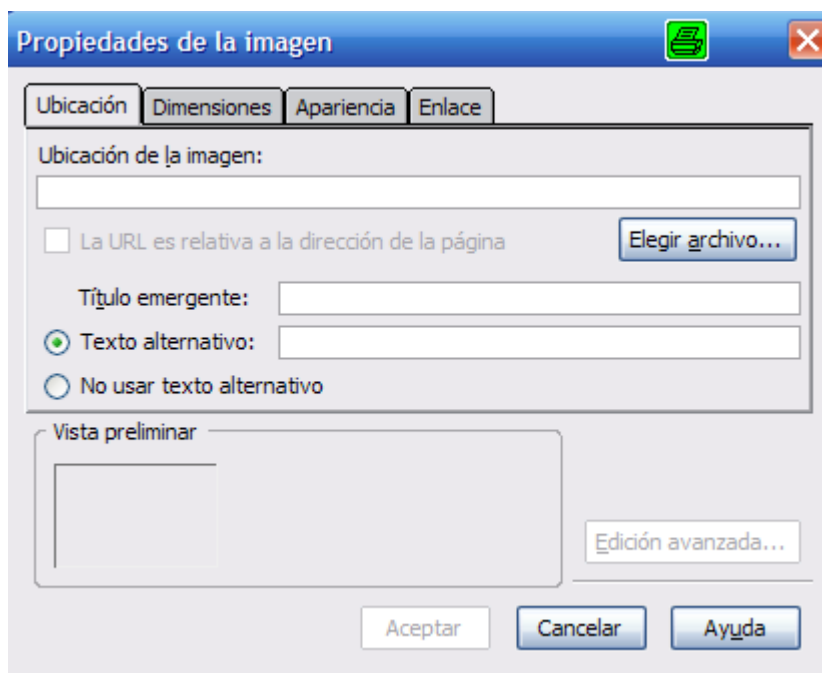 Propiedades de la imagen
Ubicación Dimensiones Apariencia Enlace
Ubicación de la imagen:
La URL es relativa a la dirección de la página Elegir archivo...
Título emergente:
Texto alternativo:
No usar texto alternativo
Vista preliminar
Edición avanzada...
Aceptar Cancelar Ayuda